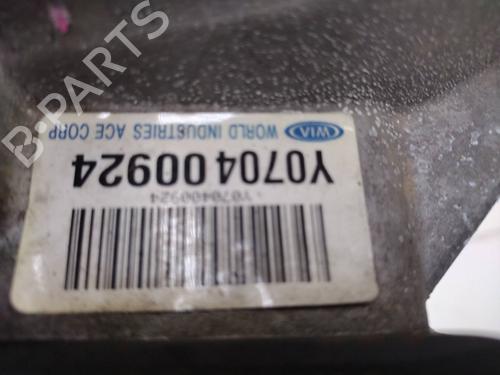 WIA WORLD INDUSTRIES ACE CORP
Y0704 00924
Y070400924
B-PARTS